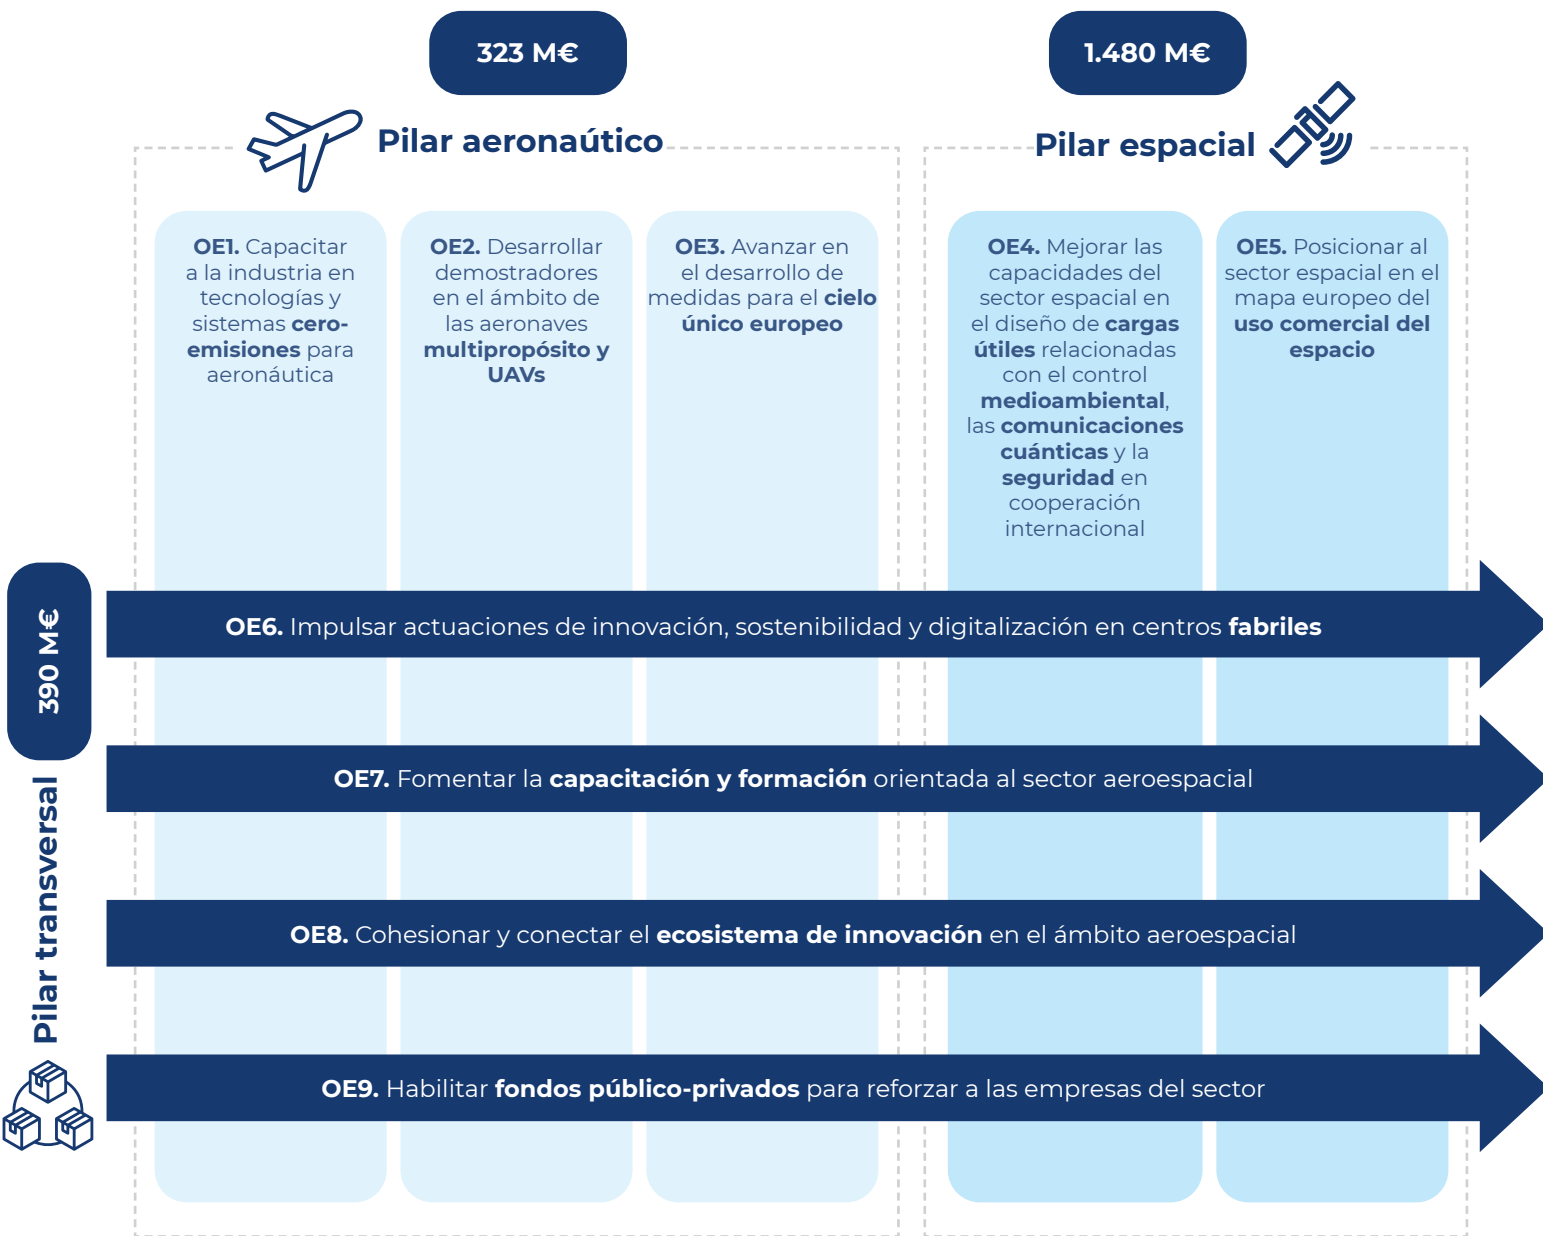 323 M€
1.480 M€
Pilar aeronaútico
Pilar espacial
OE1. Capacitar
a la industria en
tecnologías y
sistemas cero-
emisiones para
aeronáutica
OE2. Desarrollar
demostradores
en el ámbito de
las aeronaves
multipropósito y
UAVs
OE3. Avanzar en
el desarrollo de
medidas para el cielo
único europeo
OE4. Mejorar las
capacidades del
sector espacial en
el diseño de cargas
útiles relacionadas
con el control
medioambiental,
las comunicaciones
cuánticas y la
seguridad en
cooperación
internacional
OE5. Posicionar al
sector espacial en el
mapa europeo del
uso comercial del
espacio
390 M€
Pilar transversal
OE6. Impulsar actuaciones de innovación, sostenibilidad y digitalización en centros fabriles
OE7. Fomentar la capacitación y formación orientada al sector aeroespacial
OE8. Cohesionar y conectar el ecosistema de innovación en el ámbito aeroespacial
OE9. Habilitar fondos público-privados para reforzar a las empresas del sector